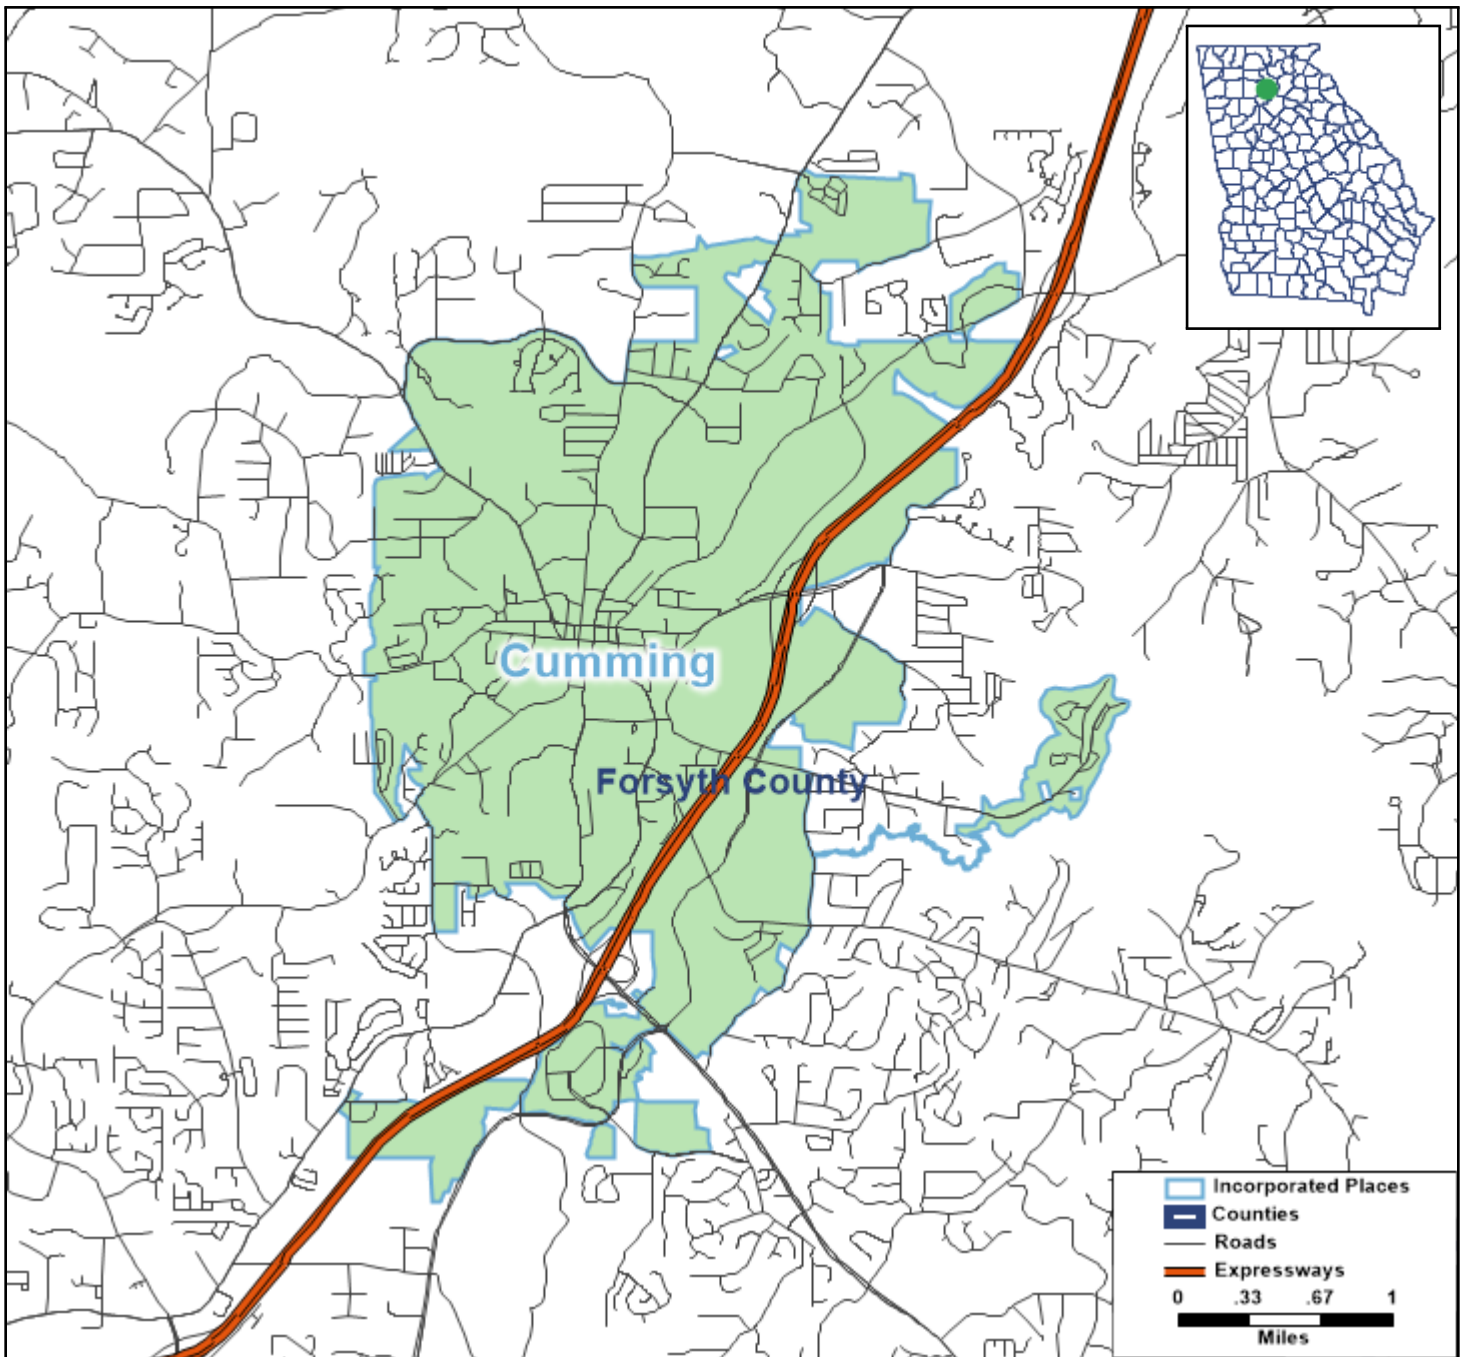 Cumming
Forsyth County
Incorporated Places
Counties
Roads
Expressways
0 .33 .67 1
Miles